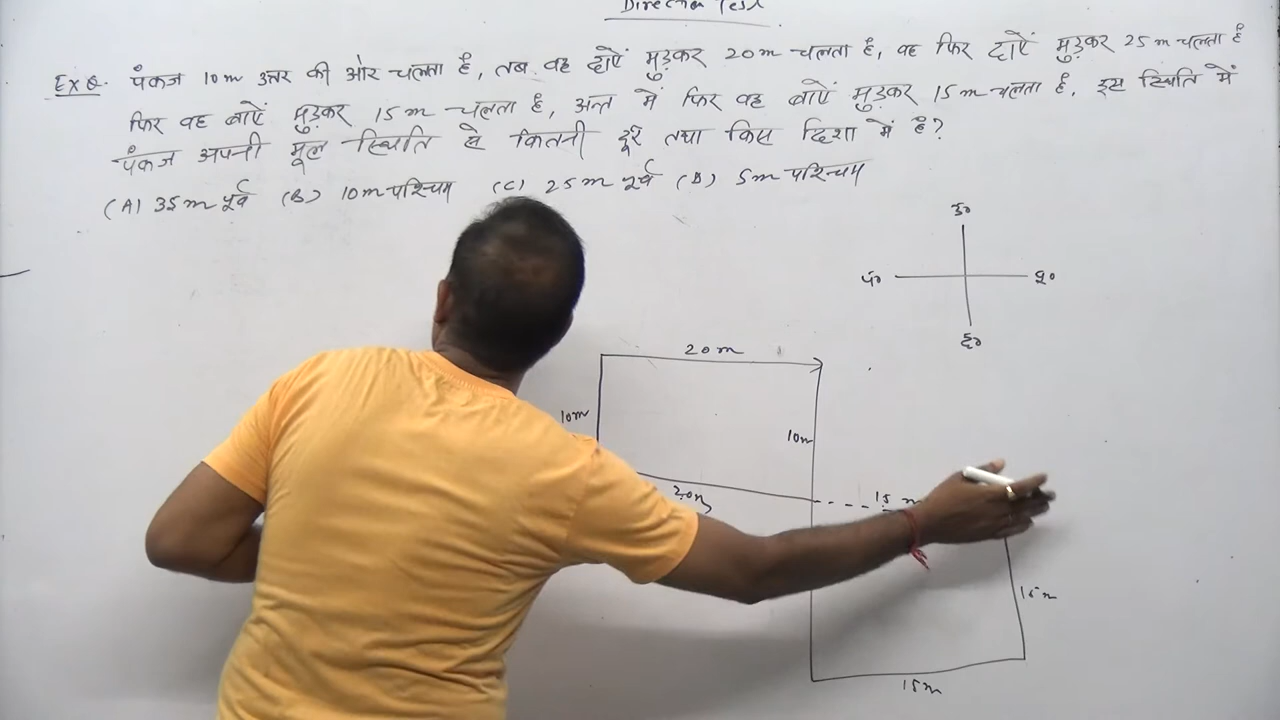 Direction Test
Ex Q. पंकज 10m उत्तर की ओर चलता है, तब वह दाएँ मुड़कर 20m चलता है, वह फिर दाएँ मुड़कर 25m चलता है
फिर वह बाएँ मुड़कर 15m चलता है, अन्त में फिर वह बाएँ मुड़कर 15m चलता है, इस स्थिति में
पंकज अपनी मूल स्थिति से कितनी दूर तथा किस दिशा में है?
(A) 35m पूर्व (B) 10m पश्चिम (C) 25m पूर्व (D) 5m पश्चिम
उ०
प० पू०
द०
20m
10m
10m
20m
15m
15m
15m